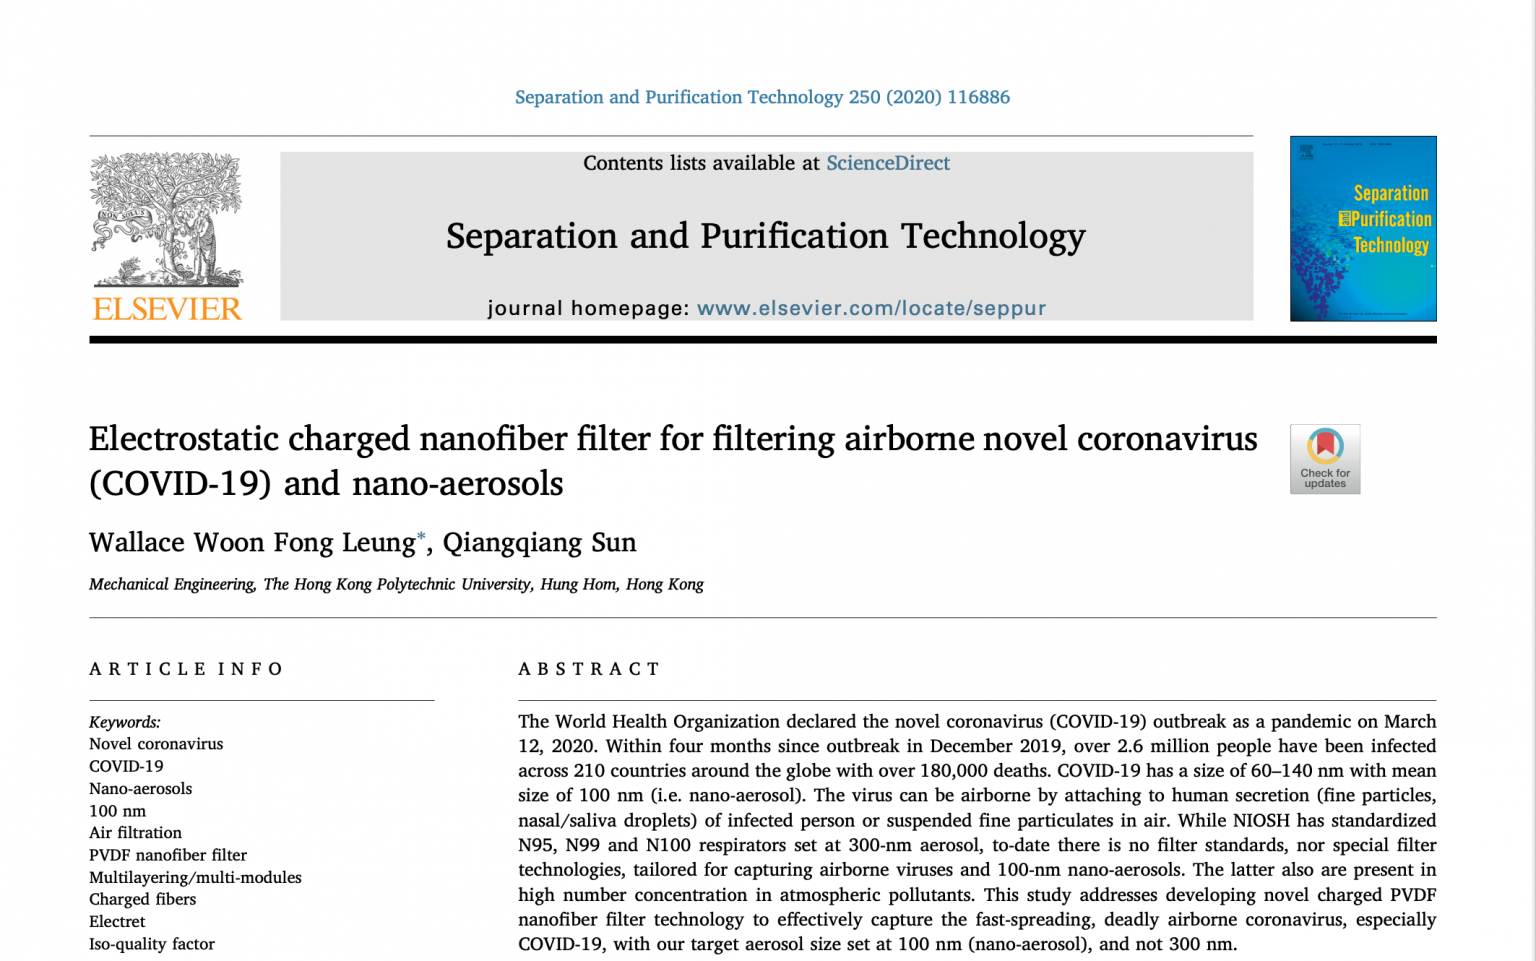 Separation and Purification Technology 250 (2020) 116886
Contents lists available at ScienceDirect
Separation and Purification Technology
journal homepage: www.elsevier.com/locate/seppur
NON SOLUS
ELSEVIER
Separation
Purification
Technology
Electrostatic charged nanofiber filter for filtering airborne novel coronavirus
(COVID-19) and nano-aerosols
Check for
updates
Wallace Woon Fong Leung*, Qiangqiang Sun
Mechanical Engineering, The Hong Kong Polytechnic University, Hung Hom, Hong Kong
ARTICLE INFO
Keywords:
Novel coronavirus
COVID-19
Nano-aerosols
100 nm
Air filtration
PVDF nanofiber filter
Multilayering/multi-modules
Charged fibers
Electret
Iso-quality factor
ABSTRACT
The World Health Organization declared the novel coronavirus (COVID-19) outbreak as a pandemic on March
12, 2020. Within four months since outbreak in December 2019, over 2.6 million people have been infected
across 210 countries around the globe with over 180,000 deaths. COVID-19 has a size of 60–140 nm with mean
size of 100 nm (i.e. nano-aerosol). The virus can be airborne by attaching to human secretion (fine particles,
nasal/saliva droplets) of infected person or suspended fine particulates in air. While NIOSH has standardized
N95, N99 and N100 respirators set at 300-nm aerosol, to-date there is no filter standards, nor special filter
technologies, tailored for capturing airborne viruses and 100-nm nano-aerosols. The latter also are present in
high number concentration in atmospheric pollutants. This study addresses developing novel charged PVDF
nanofiber filter technology to effectively capture the fast-spreading, deadly airborne coronavirus, especially
COVID-19, with our target aerosol size set at 100 nm (nano-aerosol), and not 300 nm.